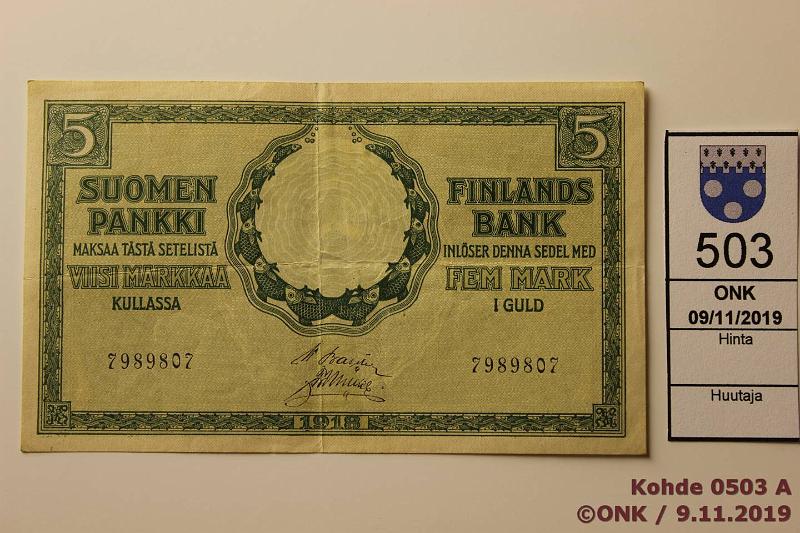 5
5
SUOMEN
PANKKI
MAKSAA TÄSTÄ SETELISTÄ
VIISI MARKKAA
KULLASSA
FINLANDS
BANK
INLÖSER DENNA SEDEL MED
FEM MARK
I GULD
7989807
7989807
1918
503
ONK
09/11/2019
Hinta
Huutaja
Kohde 0503 A
©ONK / 9.11.2019